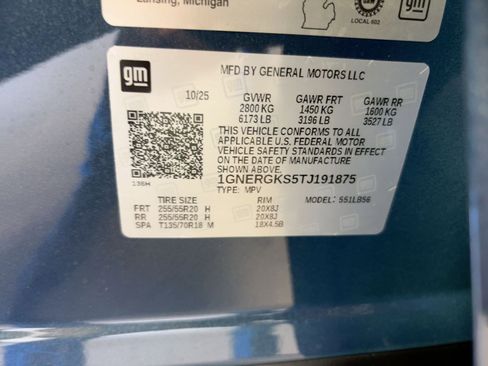 Lansing, Michigan
LOCAL 602
gm
gm
MFD BY GENERAL MOTORS LLC
10/25 GVWR GAWR FRT GAWR RR
2800 KG 1450 KG 1600 KG
6173 LB 3196 LB 3527 LB
THIS VEHICLE CONFORMS TO ALL
APPLICABLE U.S. FEDERAL MOTOR
VEHICLE SAFETY STANDARDS IN EFFECT
ON THE DATE OF MANUFACTURE
SHOWN ABOVE.
136H 1GNERGKS5TJ191875
TYPE: MPV
TIRE SIZE RIM MODEL: 551LB56
FRT 255/55R20 H 20X8J
RR 255/55R20 H 20X8J
SPA T135/70R18 M 18X4.5B